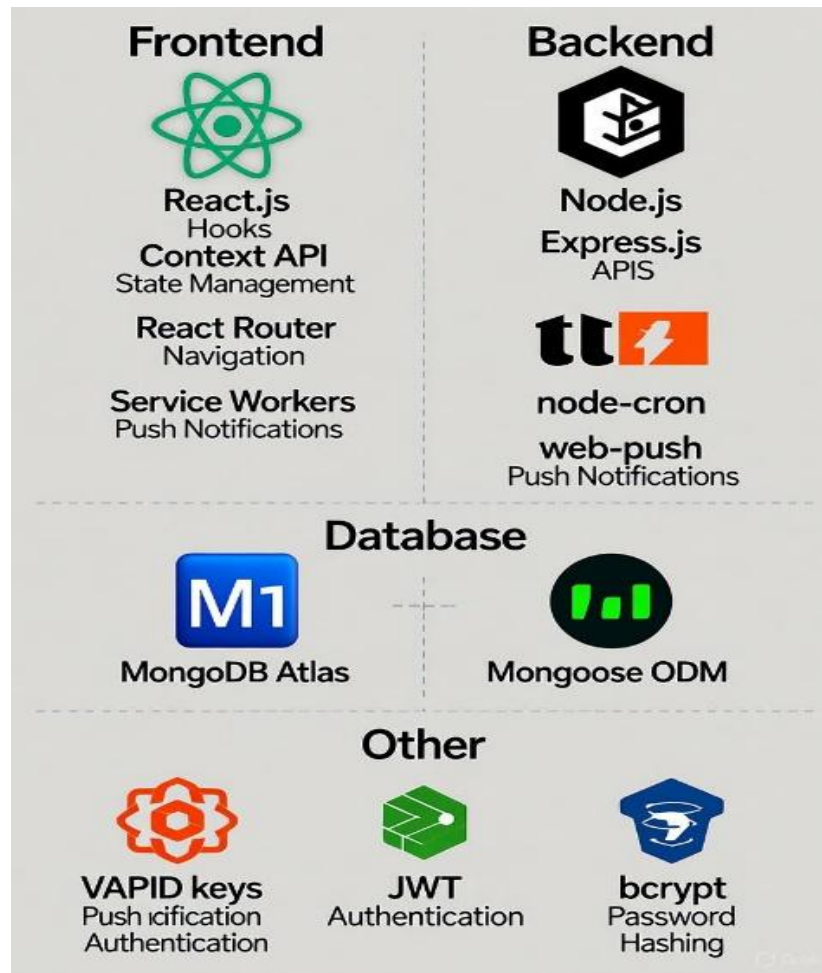 Frontend
React.js
Hooks
Context API
State Management
React Router
Navigation
Service Workers
Push Notifications
Backend
Node.js
Express.js
APIS
tt
node-cron
web-push
Push Notifications
Database
M1
MongoDB Atlas
Mongoose ODM
Other
VAPID keys
Push
Authentication
JWT
Authentication
bcrypt
Password
Hashing